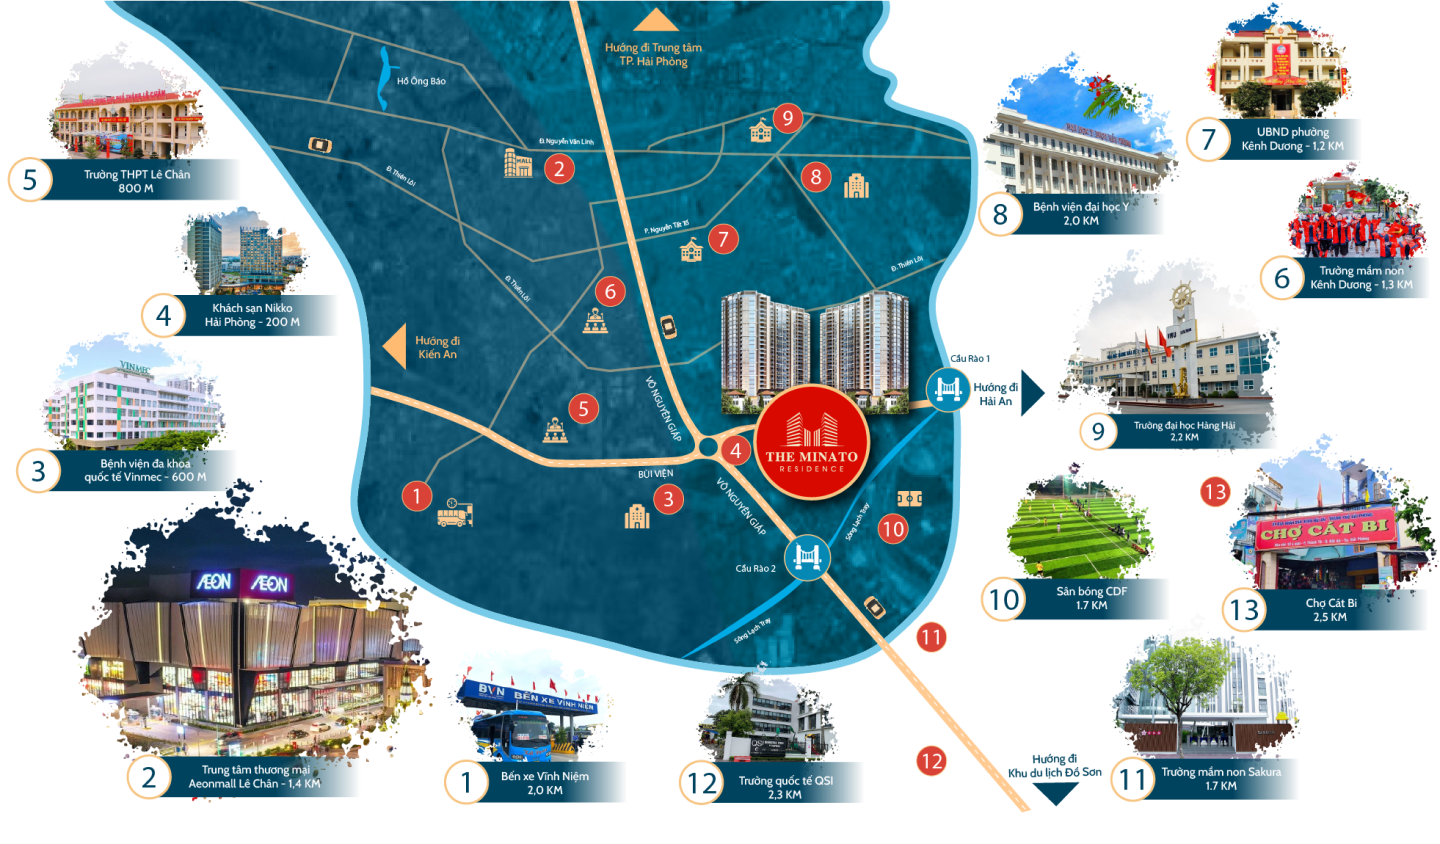 Hướng đi Trung tâm
TP. Hải Phòng
Hồ Ông Báo
Đ. Nguyễn Văn Linh
MALL
Đ. Thiên Lôi
P. Nguyễn Tất Tố
Đ. Thiên Lôi
Đ. Thiên Lôi
Hướng đi
Kiến An
VÕ NGUYÊN GIÁP
BÙI VIỆN
VÕ NGUYÊN GIÁP
THE MINATO
RESIDENCE
Cầu Rào 1
Hướng đi
Hải An
Cầu Rào 2
Sông Lạch Tray
Sông Lạch Tray
Hướng đi
Khu du lịch Đồ Sơn
1
2
3
4
5
6
7
8
9
10
11
12
13
5
Trường THPT Lê Chân
800 M
4
Khách sạn Nikko
Hải Phòng - 200 M
VINMEC
3
Bệnh viện đa khoa
quốc tế Vinmec - 600 M
ÆON
ÆON
2
Trung tâm thương mại
Aeonmall Lê Chân - 1,4 KM
BVN BẾN XE VĨNH NIỆM
1
Bến xe Vĩnh Niệm
2,0 KM
QSI
12
Trường quốc tế QSI
2,3 KM
7
UBND phường
Kênh Dương - 1,2 KM
8
Bệnh viện đại học Y
2,0 KM
6
Trường mầm non
Kênh Dương - 1,3 KM
9
Trường đại học Hàng Hải
2,2 KM
10
Sân bóng CDF
1.7 KM
CHỢ CÁT BI
13
Chợ Cát Bi
2,5 KM
11
Trường mầm non Sakura
1.7 KM